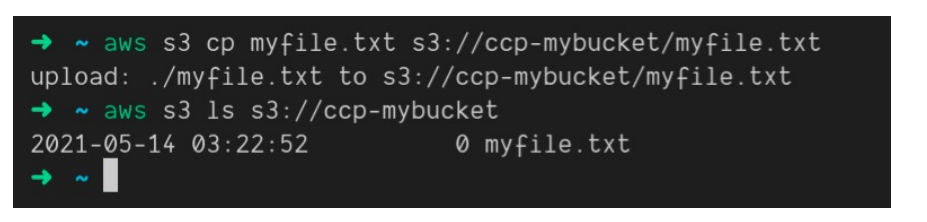 ➜ ~ aws s3 cp myfile.txt s3://ccp-mybucket/myfile.txt
upload: ./myfile.txt to s3://ccp-mybucket/myfile.txt
➜ ~ aws s3 ls s3://ccp-mybucket
2021-05-14 03:22:52          0 myfile.txt
➜ ~